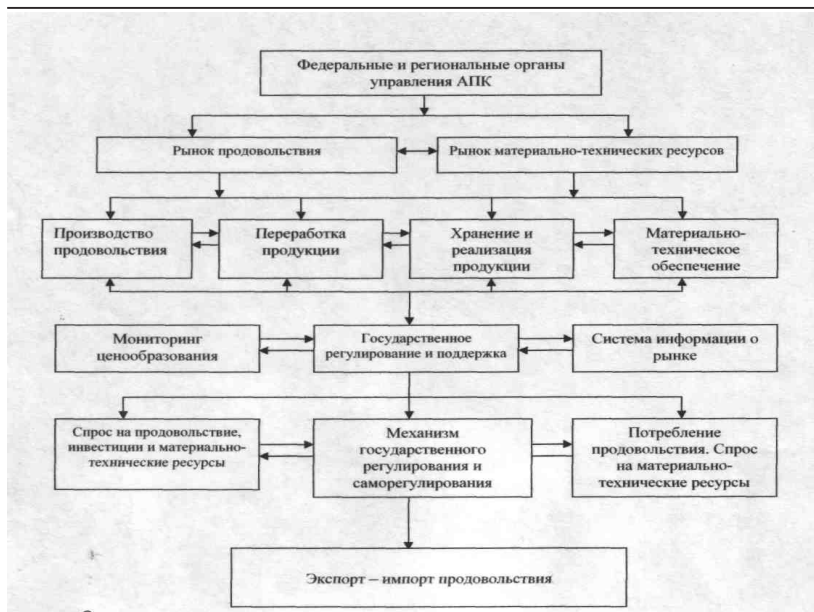 Федеральные и региональные органы
управления АПК
Рынок продовольствия
Рынок материально-технических ресурсов
Производство
продовольствия
Переработка
продукции
Хранение и
реализация
продукции
Материально-
техническое
обеспечение
Мониторинг
ценообразования
Государственное
регулирование и поддержка
Система информации о
рынке
Спрос на продовольствие,
инвестиции и материально-
технические ресурсы
Механизм
государственного
регулирования и
саморегулирования
Потребление
продовольствия. Спрос
на материально-
технические ресурсы
Экспорт – импорт продовольствия